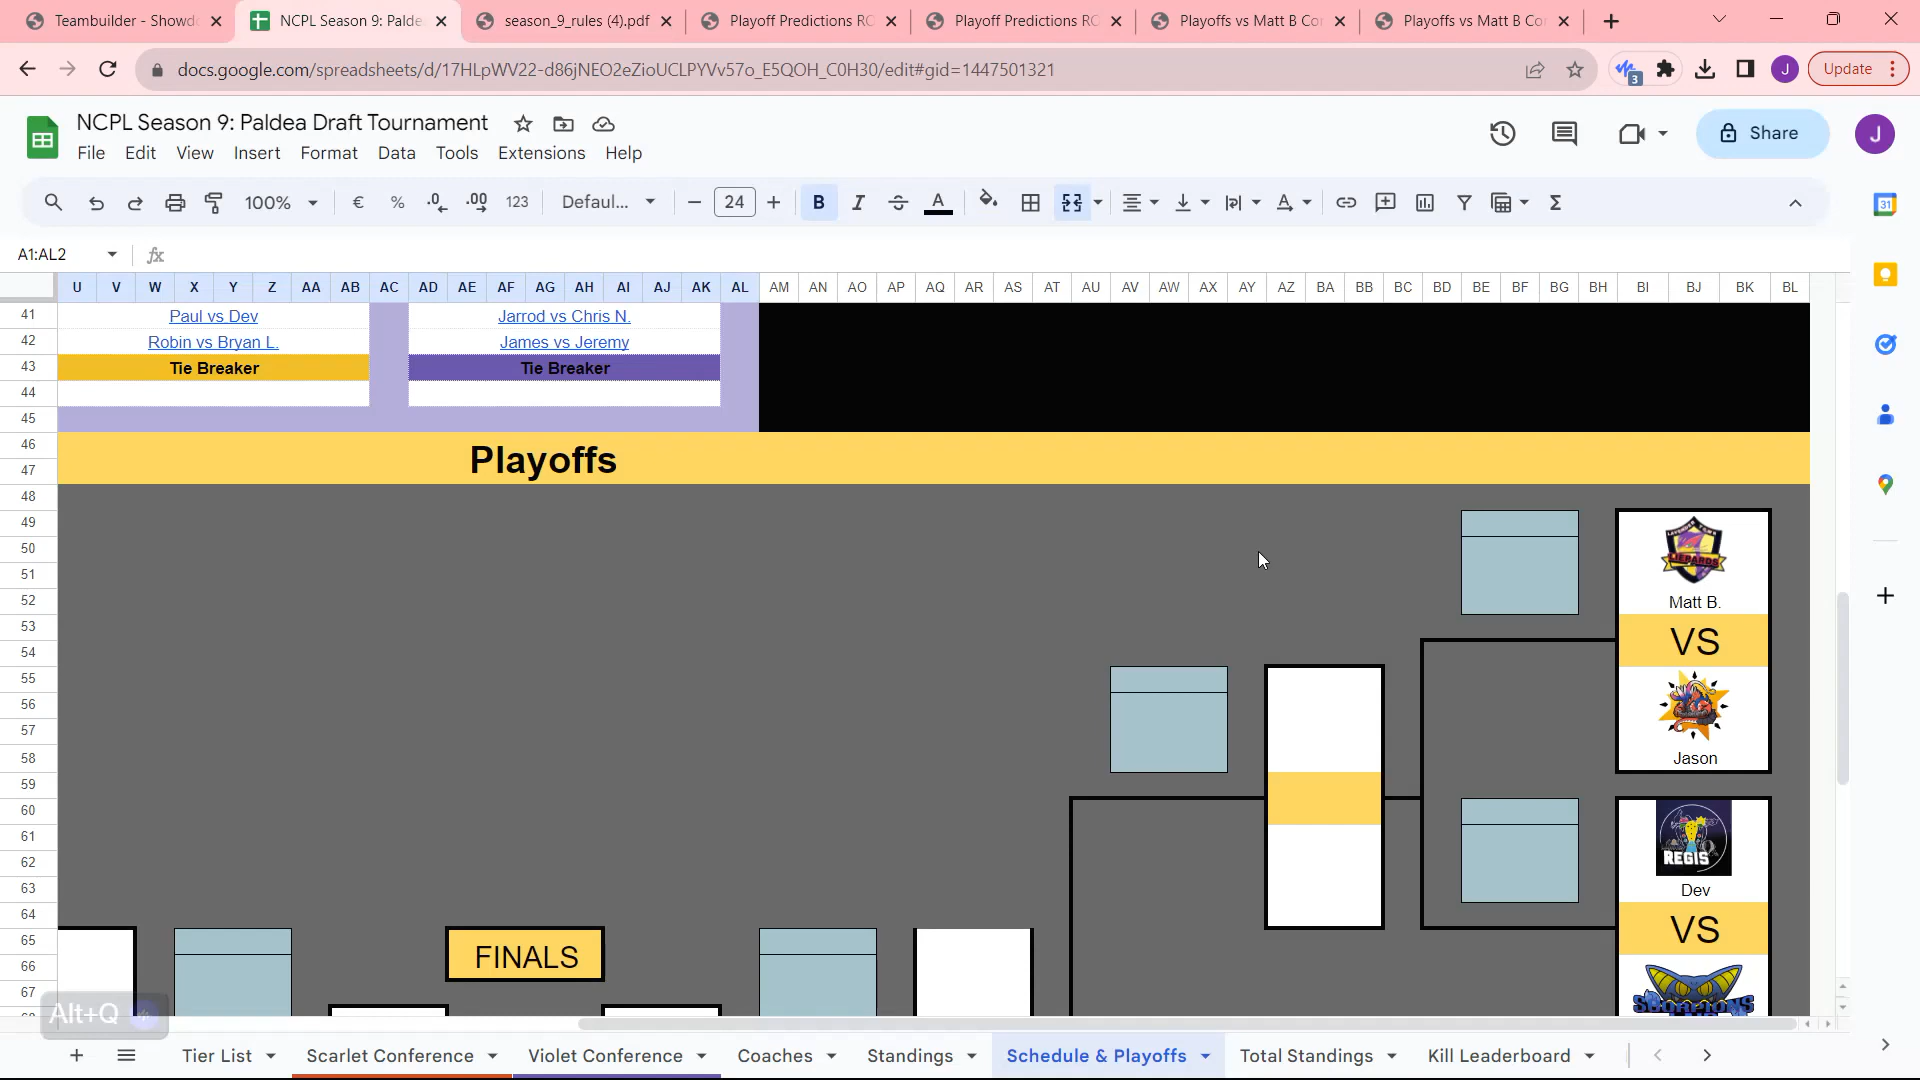 Teambuilder - Showd
NCPL Season 9: Palde
season_9_rules (4).pdf
Playoff Predictions RO
Playoff Predictions RO
Playoffs vs Matt B Co
Playoffs vs Matt B Co
docs.google.com/spreadsheets/d/17HLpWV22-d86jNEO2eZioUCLPYVv57o_E5QOH_C0H30/edit#gid=1447501321
3
J
Update
NCPL Season 9: Paldea Draft Tournament
File Edit View Insert Format Data Tools Extensions Help
Share
J
100% € % .0 .00 123 Defaul... 24 B I A
31
A1:AL2
fx
U V W X Y Z AA AB AC AD AE AF AG AH AI AJ AK AL AM AN AO AP AQ AR AS AT AU AV AW AX AY AZ BA BB BC BD BE BF BG BH BI BJ BK BL
41 Paul vs Dev Jarrod vs Chris N.
42 Robin vs Bryan L. James vs Jeremy
43 Tie Breaker Tie Breaker
44
45
46
Playoffs
47
48
49
50
LIEPARDS
51
52 Matt B.
53
VS
54
55
56
57
58 Jason
59
60
61
62
REGIS
63 Dev
64
VS
65
FINALS
66
67
SCORPIONS
Alt+Q
Tier List Scarlet Conference Violet Conference Coaches Standings Schedule & Playoffs Total Standings Kill Leaderboard